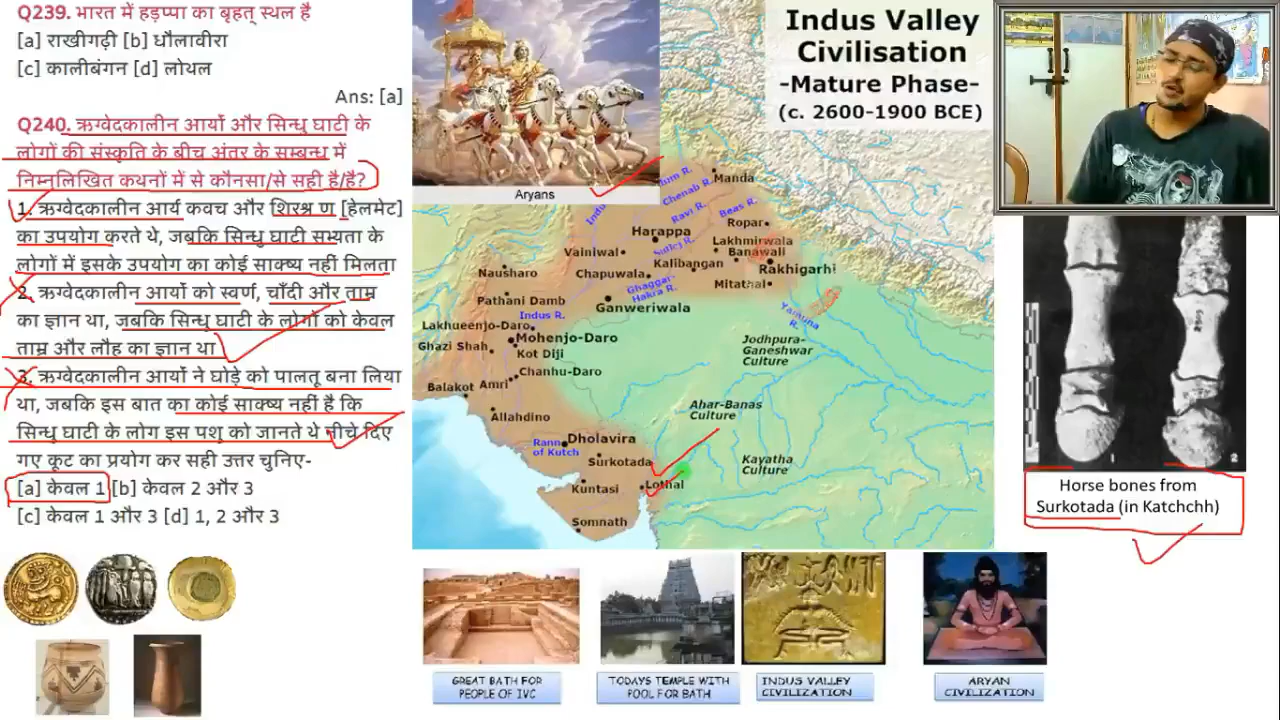 Q239. भारत में हड़प्पा का बृहत् स्थल है
[a] राखीगढ़ी [b] धौलावीरा
[c] कालीबंगन [d] लोथल
Ans: [a]
Q240. ऋग्वेदकालीन आर्यों और सिन्धु घाटी के
लोगों की संस्कृति के बीच अंतर के सम्बन्ध में
निम्नलिखित कथनों में से कौनसा/से सही है/है?
1. ऋग्वेदकालीन आर्य कवच और शिरश्र ण [हेलमेट]
का उपयोग करते थे, जबकि सिन्धु घाटी सभ्यता के
लोगों में इसके उपयोग का कोई साक्ष्य नहीं मिलता
2. ऋग्वेदकालीन आर्यों को स्वर्ण, चाँदी और ताम्र
का ज्ञान था, जबकि सिन्धु घाटी के लोगों को केवल
ताम्र और लौह का ज्ञान था
3. ऋग्वेदकालीन आर्यों ने घोड़े को पालतू बना लिया
था, जबकि इस बात का कोई साक्ष्य नहीं है कि
सिन्धु घाटी के लोग इस पशु को जानते थे नीचे दिए
गए कूट का प्रयोग कर सही उत्तर चुनिए-
[a] केवल 1 [b] केवल 2 और 3
[c] केवल 1 और 3 [d] 1, 2 और 3
Aryans
Indus Valley
Civilisation
-Mature Phase-
(c. 2600-1900 BCE)
Manda
Chenab R.
Ravi R.
Beas R.
Ropar
Harappa
Lakhmirwala
Vainiwal
Banawali
Kalibangan
Rakhigarhi
Nausharo
Chapuwala
Mitathal
Ghaggar-
Hakra R.
Pathani Damb
Ganweriwala
Indus R.
Yamuna
R.
Lakhueenjo-Daro
Mohenjo-Daro
Ghazi Shah
Kot Diji
Jodhpura-
Ganeshwar
Culture
Chanhu-Daro
Balakot
Amri
Allahdino
Ahar-Banas
Culture
Rann
of Kutch
Dholavira
Surkotada
Kayatha
Culture
Kuntasi
Lothal
Somnath
1
2
Horse bones from
Surkotada (in Katchchh)
GREAT BATH FOR
PEOPLE OF IVC
TODAYS TEMPLE WITH
POOL FOR BATH
INDUS VALLEY
CIVILIZATION
ARYAN
CIVILIZATION